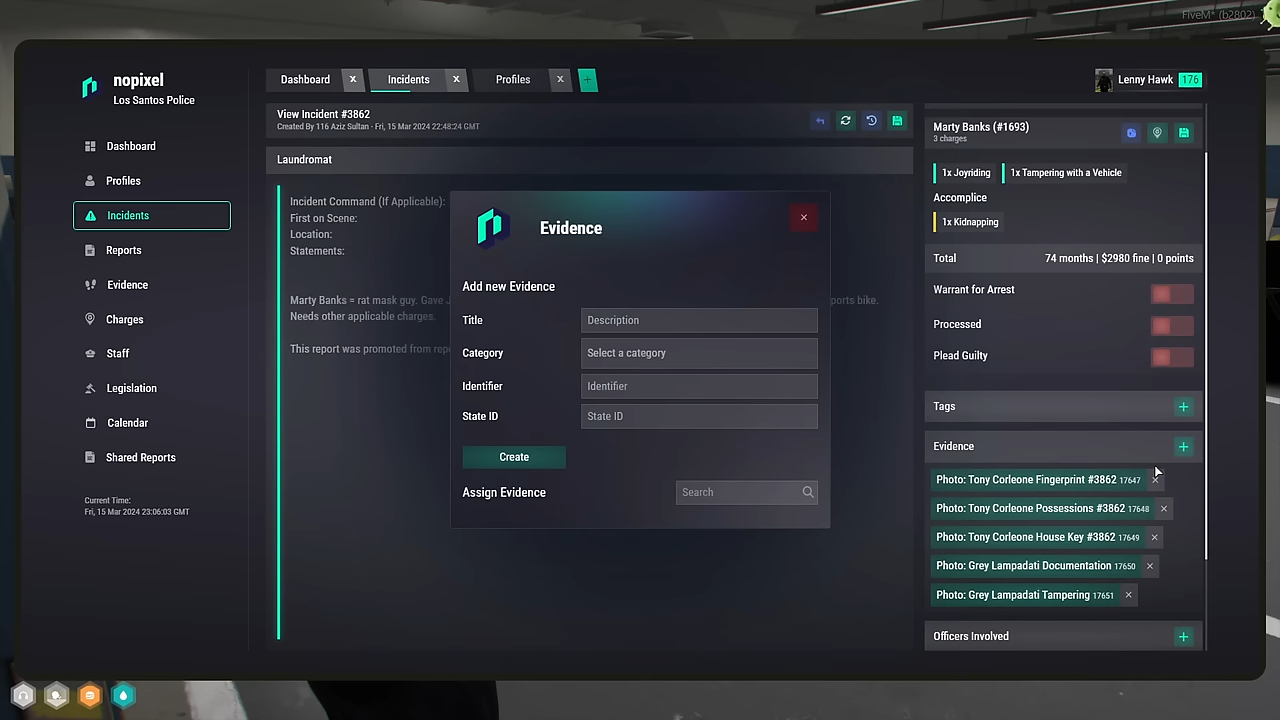 FiveM* (b2802)
nopixel
Los Santos Police
Dashboard
Incidents
Profiles
Lenny Hawk 176
Dashboard
Profiles
Incidents
Reports
Evidence
Charges
Staff
Legislation
Calendar
Shared Reports
Current Time:
Fri, 15 Mar 2024 23:06:03 GMT
View Incident #3862
Created By 116 Aziz Sultan - Fri, 15 Mar 2024 22:48:24 GMT
Laundromat
Incident Command (If Applicable):
First on Scene:
Location:
Statements:
Marty Banks = rat mask guy. Gave J
ports bike.
Needs other applicable charges.
This report was promoted from rep
Evidence
Add new Evidence
Title
Description
Category
Select a category
Identifier
Identifier
State ID
State ID
Create
Assign Evidence
Search
Marty Banks (#1693)
3 charges
1x Joyriding
1x Tampering with a Vehicle
Accomplice
1x Kidnapping
Total
74 months | $2980 fine | 0 points
Warrant for Arrest
Processed
Plead Guilty
Tags
Evidence
Photo: Tony Corleone Fingerprint #3862 17647
Photo: Tony Corleone Possessions #3862 17648
Photo: Tony Corleone House Key #3862 17649
Photo: Grey Lampadati Documentation 17650
Photo: Grey Lampadati Tampering 17651
Officers Involved